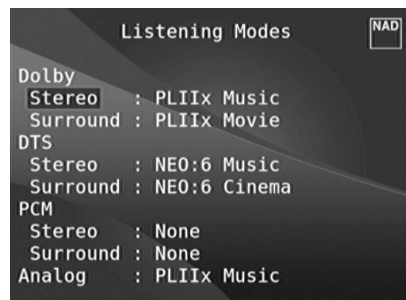 Listening Modes
NAD
Dolby
Stereo : PLIIx Music
Surround : PLIIx Movie
DTS
Stereo : NEO:6 Music
Surround : NEO:6 Cinema
PCM
Stereo : None
Surround : None
Analog : PLIIx Music